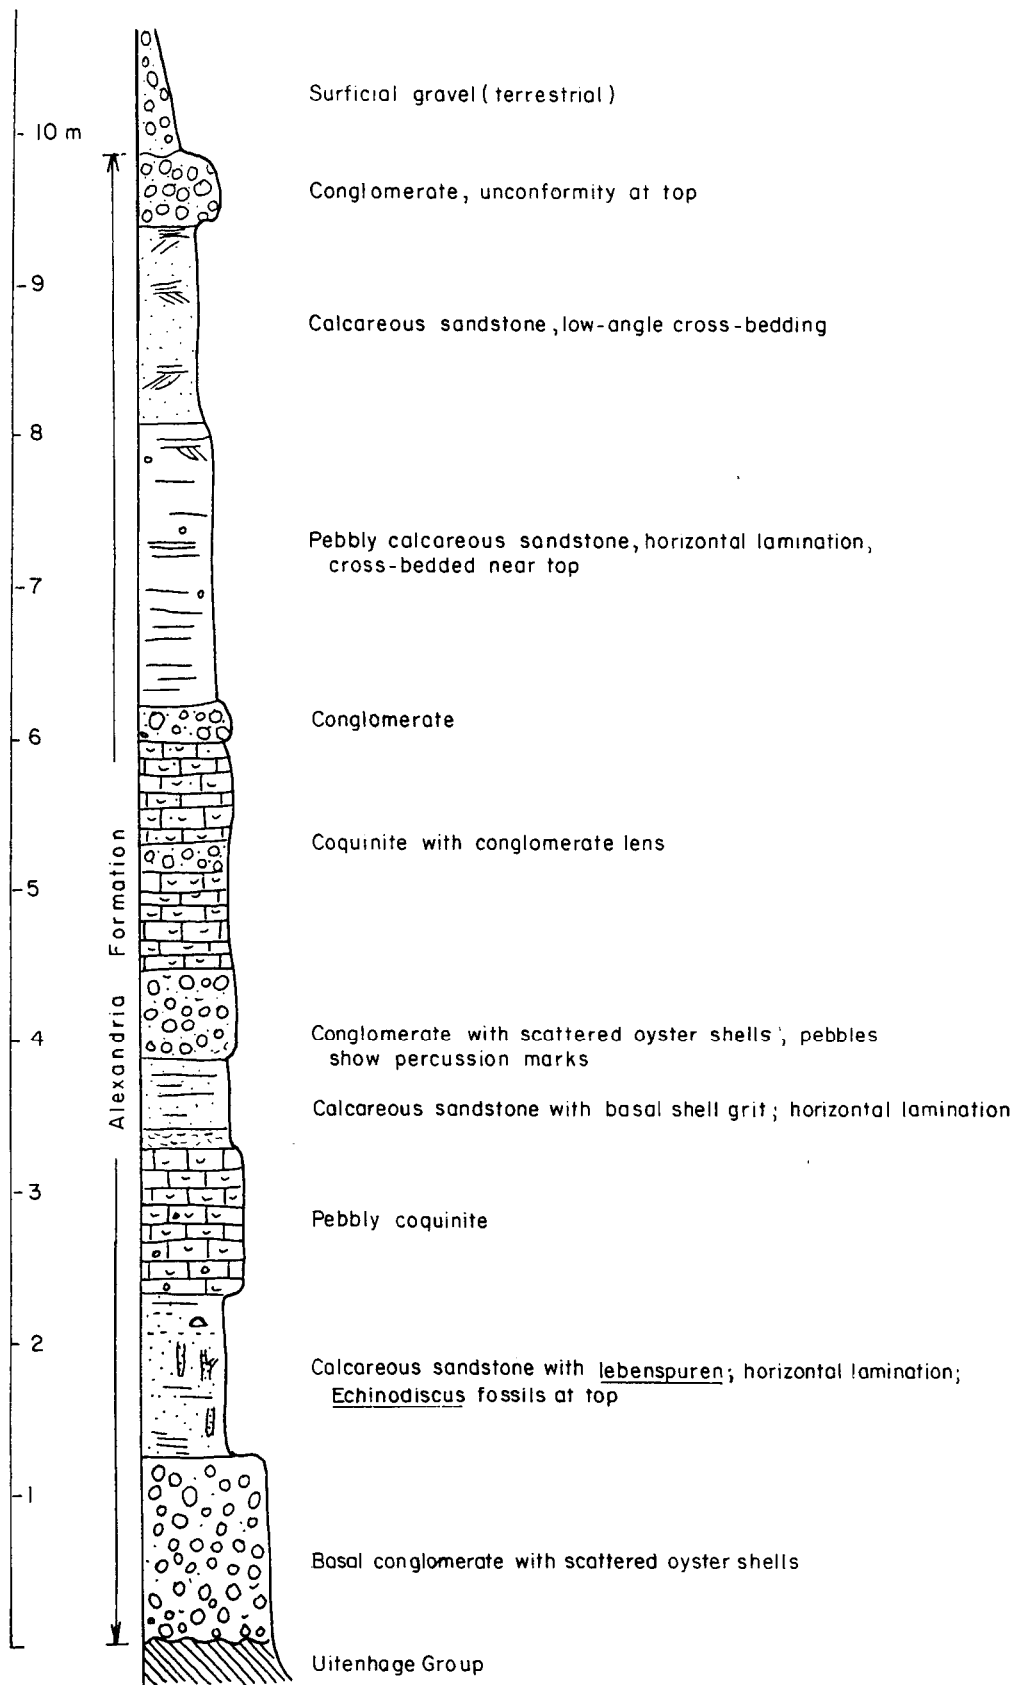 Surficial gravel (terrestrial)
- 10 m
Conglomerate, unconformity at top
- 9
Calcareous sandstone, low-angle cross-bedding
- 8
Pebbly calcareous sandstone, horizontal lamination,
cross-bedded near top
- 7
Conglomerate
- 6
Coquinite with conglomerate lens
- 5
Alexandria Formation
Conglomerate with scattered oyster shells; pebbles
show percussion marks
- 4
Calcareous sandstone with basal shell grit; horizontal lamination
- 3
Pebbly coquinite
- 2
Calcareous sandstone with lebenspuren; horizontal lamination;
Echinodiscus fossils at top
- 1
Basal conglomerate with scattered oyster shells
Uitenhage Group